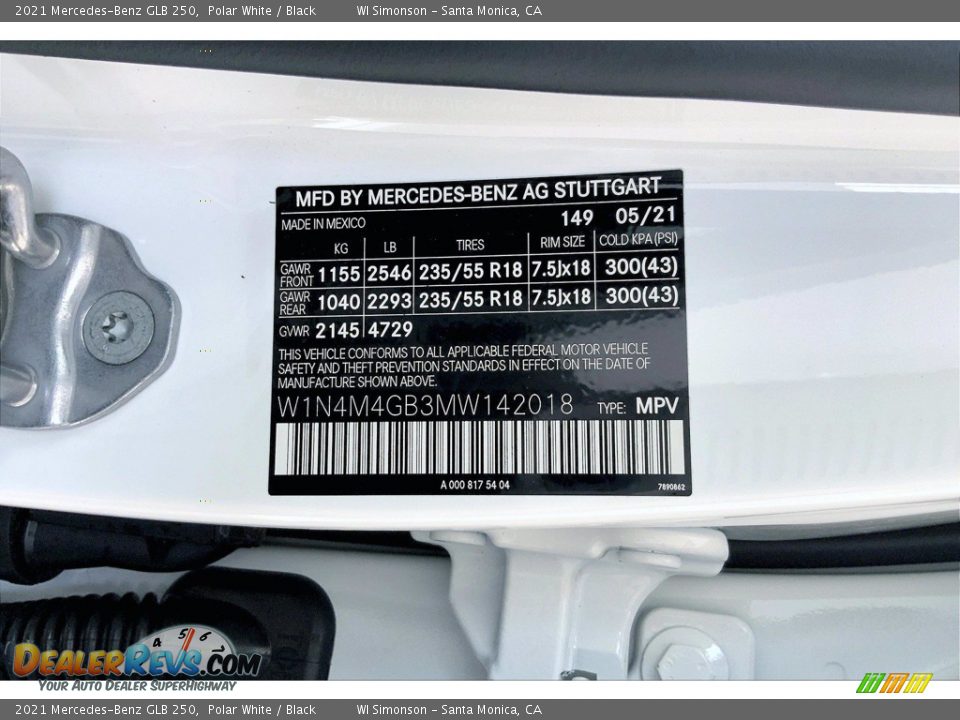 2021 Mercedes-Benz GLB 250, Polar White / Black WI Simonson - Santa Monica, CA
MFD BY MERCEDES-BENZ AG STUTTGART
MADE IN MEXICO 149 05/21
KG LB TIRES RIM SIZE COLD KPA (PSI)
GAWR FRONT 1155 2546 235/55 R18 7.5Jx18 300(43)
GAWR REAR 1040 2293 235/55 R18 7.5Jx18 300(43)
GVWR 2145 4729
THIS VEHICLE CONFORMS TO ALL APPLICABLE FEDERAL MOTOR VEHICLE
SAFETY AND THEFT PREVENTION STANDARDS IN EFFECT ON THE DATE OF
MANUFACTURE SHOWN ABOVE.
W1N4M4GB3MW142018 TYPE: MPV
A 000 817 54 04 7890862
4 5 6
DEALERREVS.COM
YOUR AUTO DEALER SUPERHIGHWAY
2021 Mercedes-Benz GLB 250, Polar White / Black WI Simonson - Santa Monica, CA